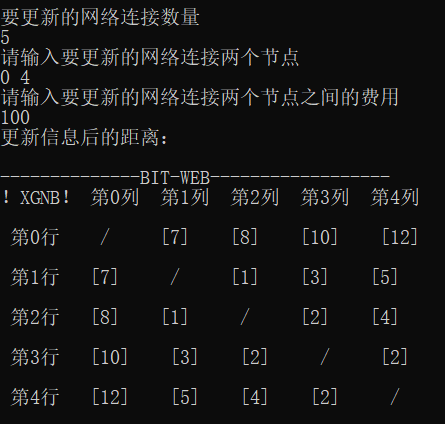 要更新的网络连接数量
5
请输入要更新的网络连接两个节点
0 4
请输入要更新的网络连接两个节点之间的费用
100
更新信息后的距离:
--------------BIT-WEB------------------
! XGNB! 第0列 第1列 第2列 第3列 第4列
第0行 / [7] [8] [10] [12]
第1行 [7] / [1] [3] [5]
第2行 [8] [1] / [2] [4]
第3行 [10] [3] [2] / [2]
第4行 [12] [5] [4] [2] /